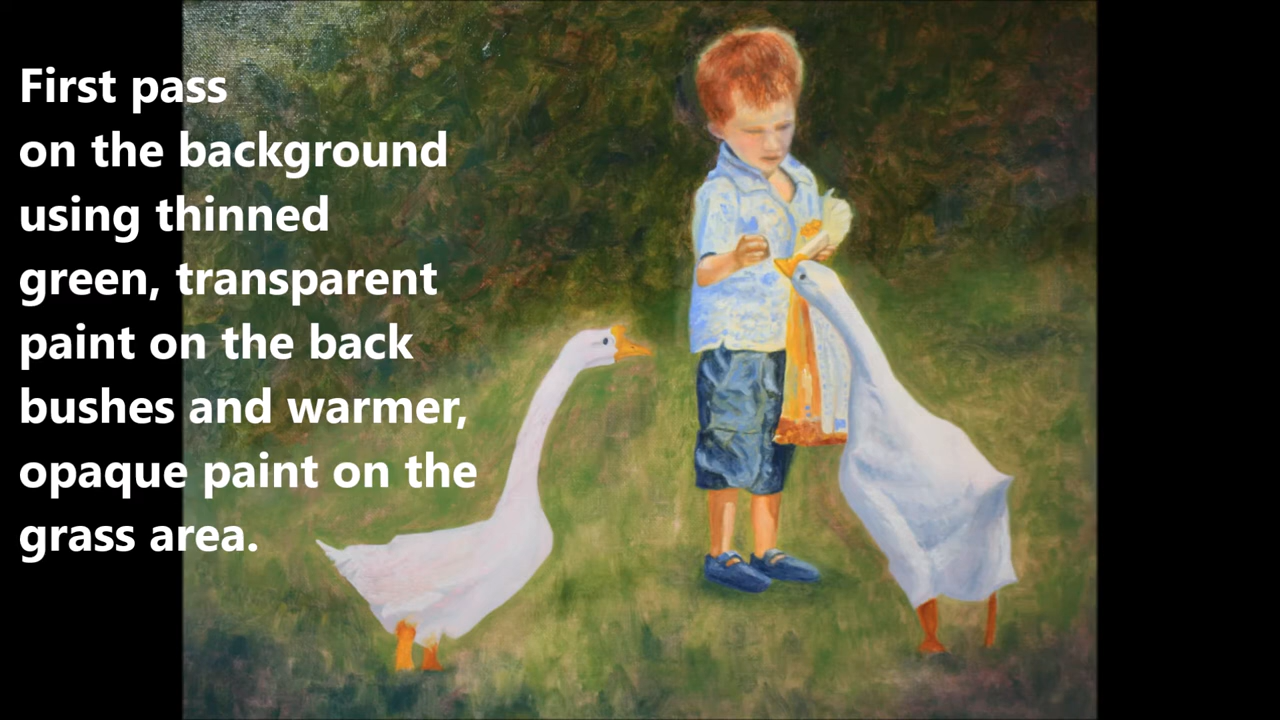 First pass
on the background
using thinned
green, transparent
paint on the back
bushes and warmer,
opaque paint on the
grass area.